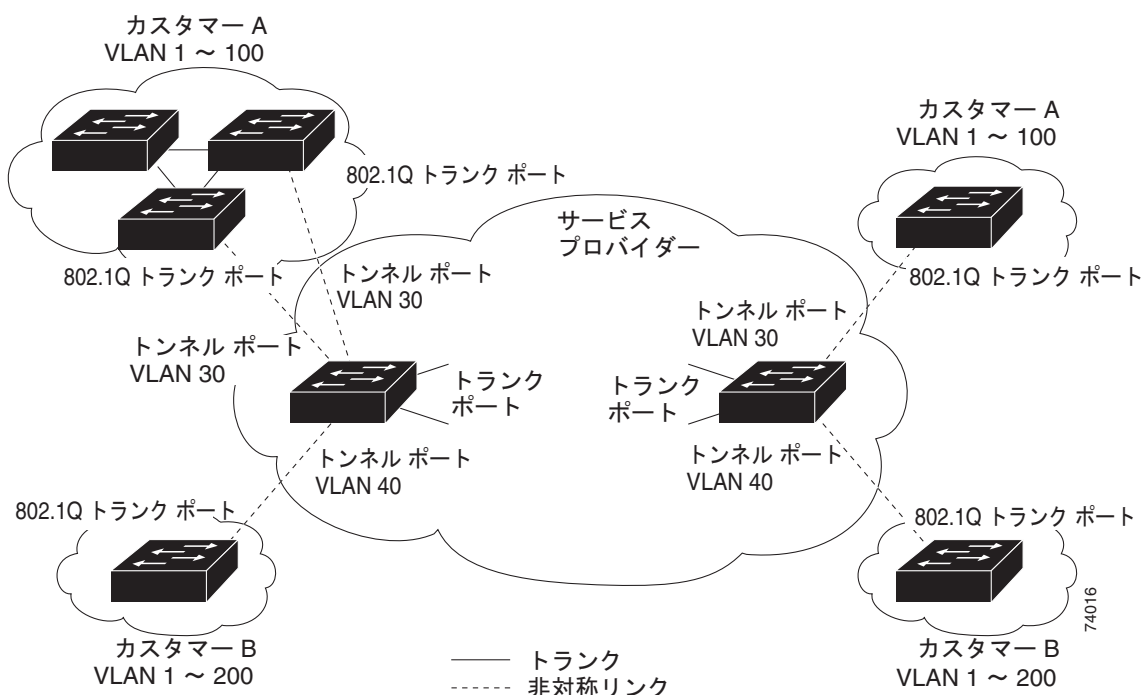 カスタマー A
VLAN 1 ～ 100
カスタマー A
VLAN 1 ～ 100
802.1Q トランク ポート
サービス
プロバイダー
802.1Q トランク ポート
トンネル ポート
VLAN 30
802.1Q トランク ポート
トンネル ポート
VLAN 30
トンネル ポート
VLAN 30
トランク
ポート
トランク
ポート
トンネル ポート
VLAN 40
トンネル ポート
VLAN 40
802.1Q トランク ポート
802.1Q トランク ポート
カスタマー B
VLAN 1 ～ 200
カスタマー B
VLAN 1 ～ 200
74016
トランク
非対称リンク